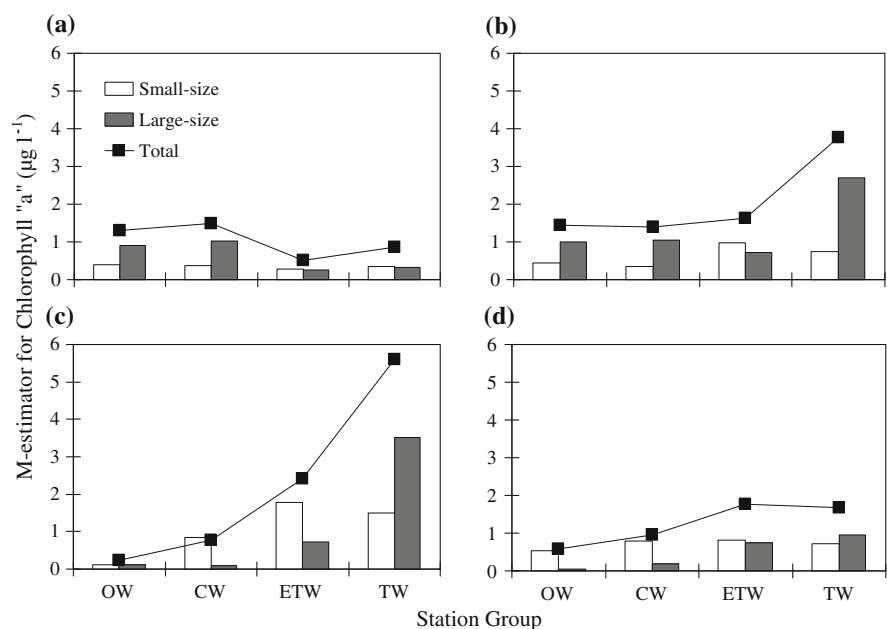 (a)
(b)
6
5
4
3
2
1
0
Small-size
Large-size
Total
6
5
4
3
2
1
0
(c)
(d)
6
5
4
3
2
1
0
OW CW ETW TW
6
5
4
3
2
1
0
OW CW ETW TW
M-estimator for Chlorophyll "a" (µg l⁻¹)
Station Group